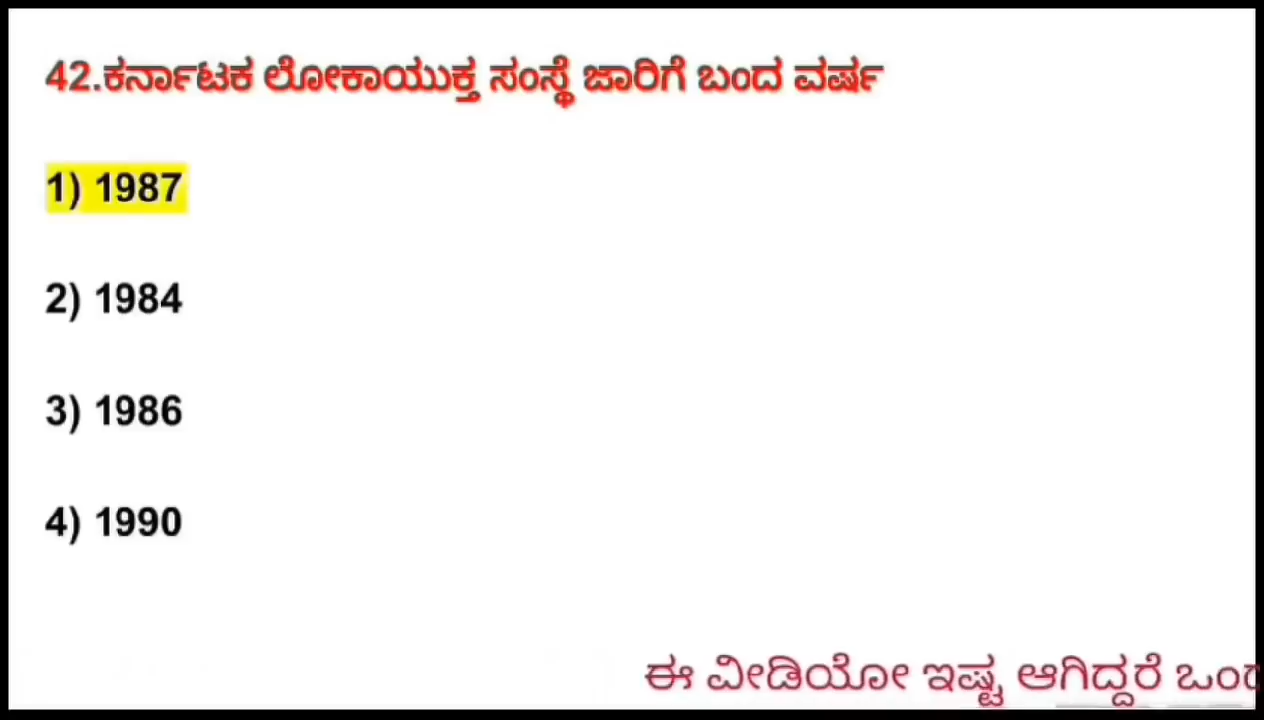 42.ಕರ್ನಾಟಕ ಲೋಕಾಯುಕ್ತ ಸಂಸ್ಥೆ ಜಾರಿಗೆ ಬಂದ ವರ್ಷ
1) 1987
2) 1984
3) 1986
4) 1990
ಈ ವೀಡಿಯೋ ಇಷ್ಟ ಆಗಿದ್ದರೆ